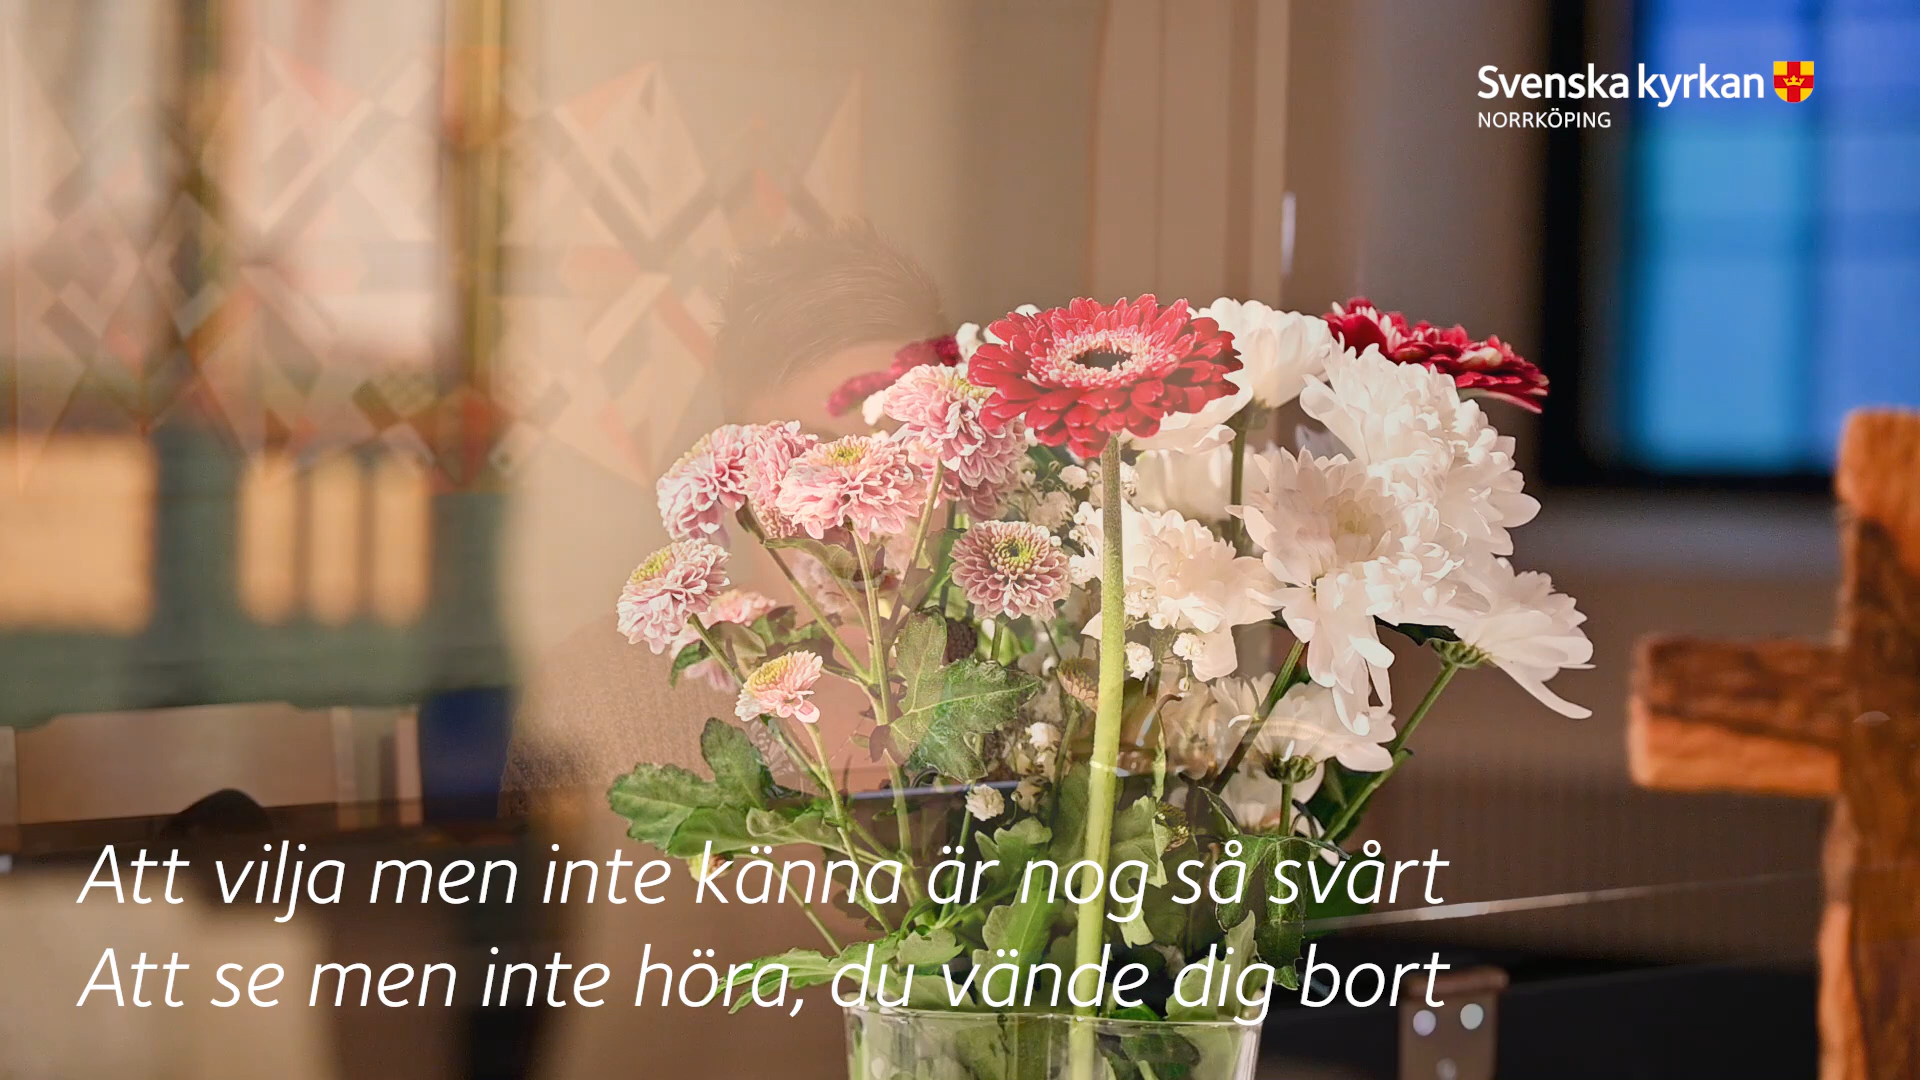 Svenska kyrkan
NORRKÖPING
Att vilja men inte känna är nog så svårt
Att se men inte höra, du vände dig bort